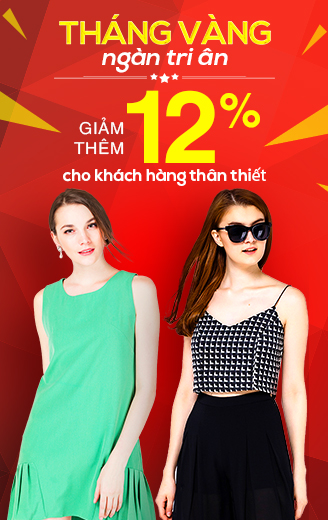 THÁNG VÀNG
ngàn tri ân
GIẢM
THÊM
12%
cho khách hàng thân thiết